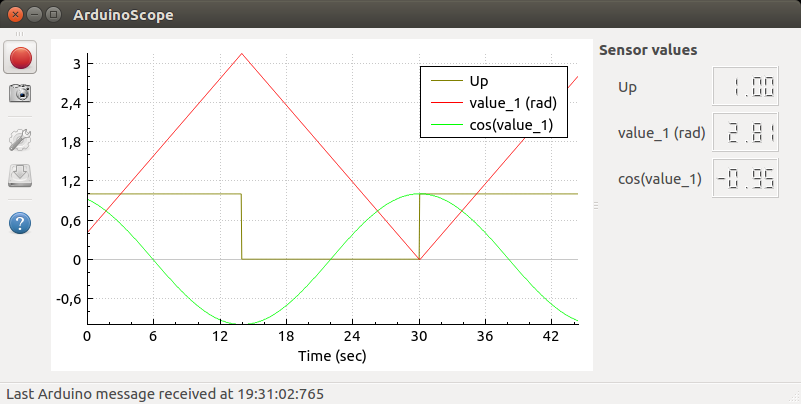 ArduinoScope
Sensor values
Up 1.00
value_1 (rad) 2.81
cos(value_1) -0.95
Up
value_1 (rad)
cos(value_1)
3
2,4
1,8
1,2
0,6
0
-0,6
0 6 12 18 24 30 36 42
Time (sec)
Last Arduino message received at 19:31:02:765